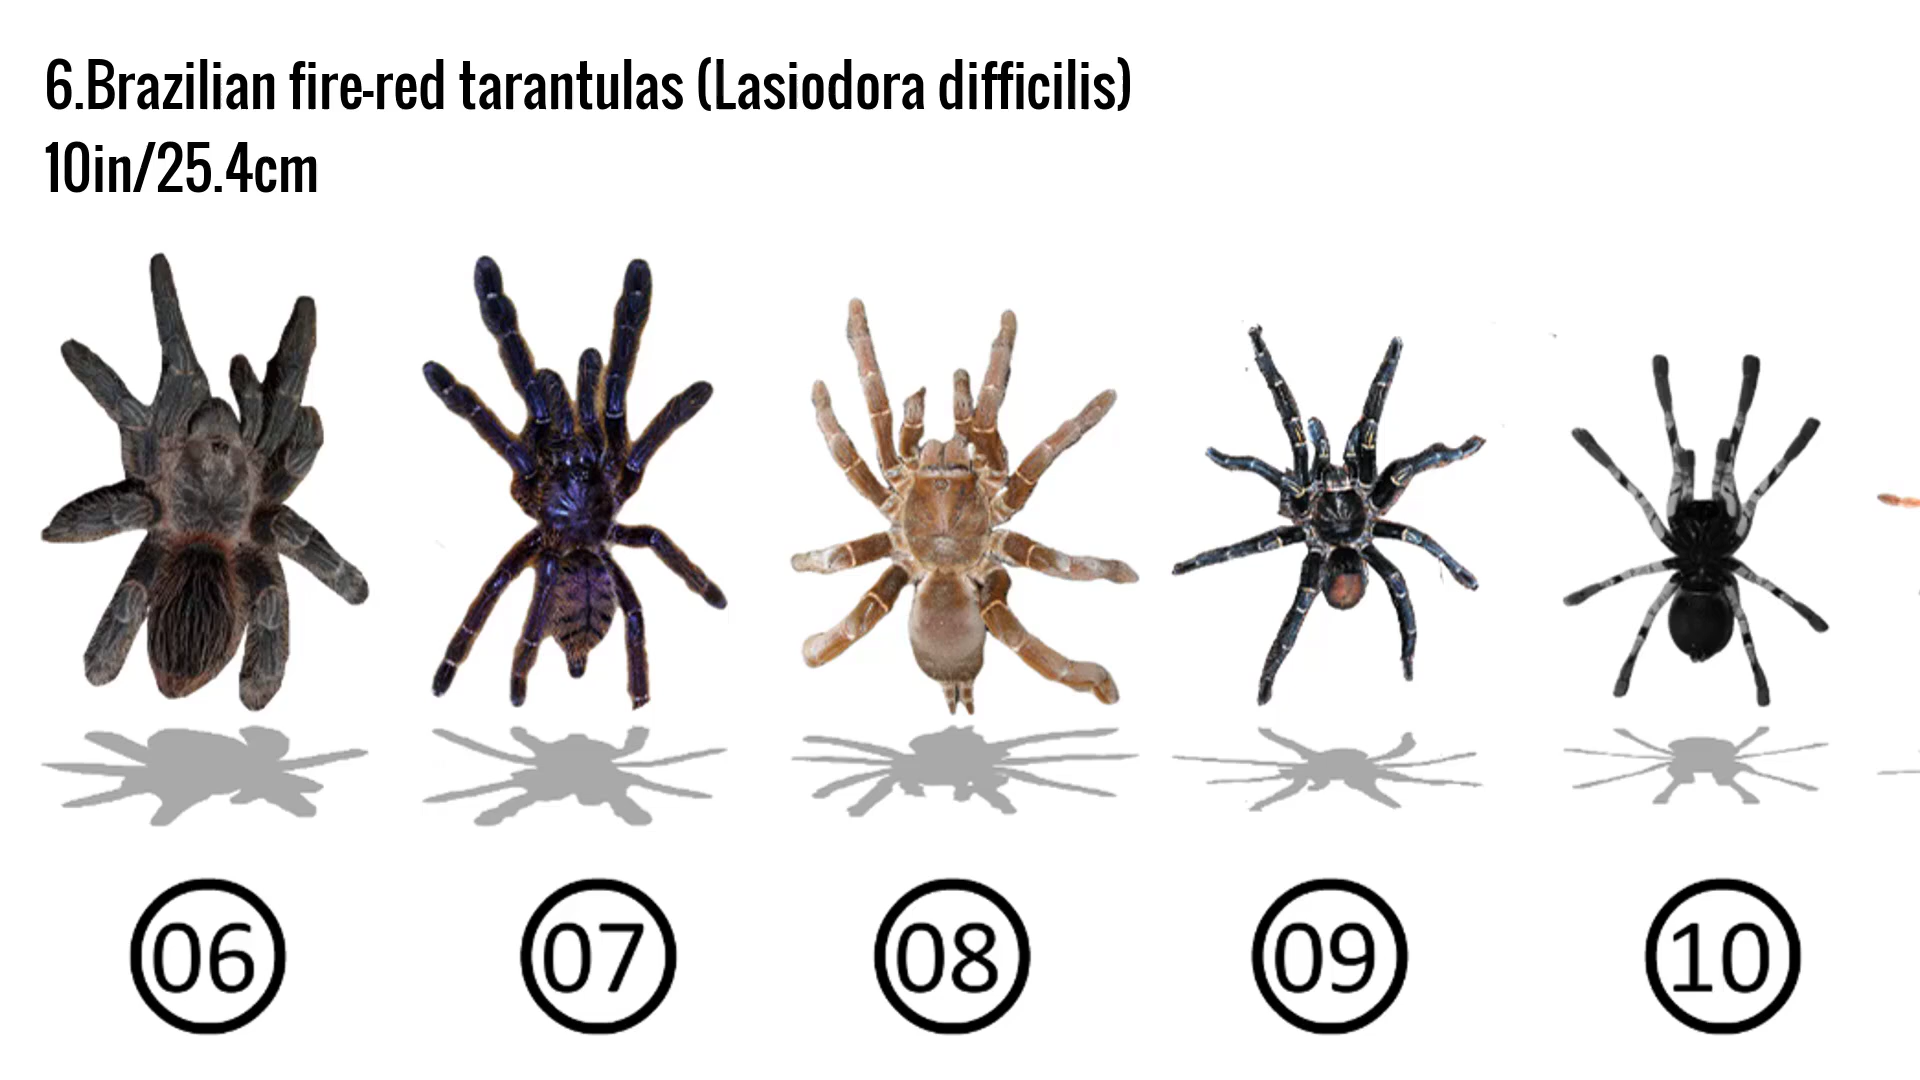 6.Brazilian fire-red tarantulas (Lasiodora difficilis)
10in/25.4cm
06 07 08 09 10